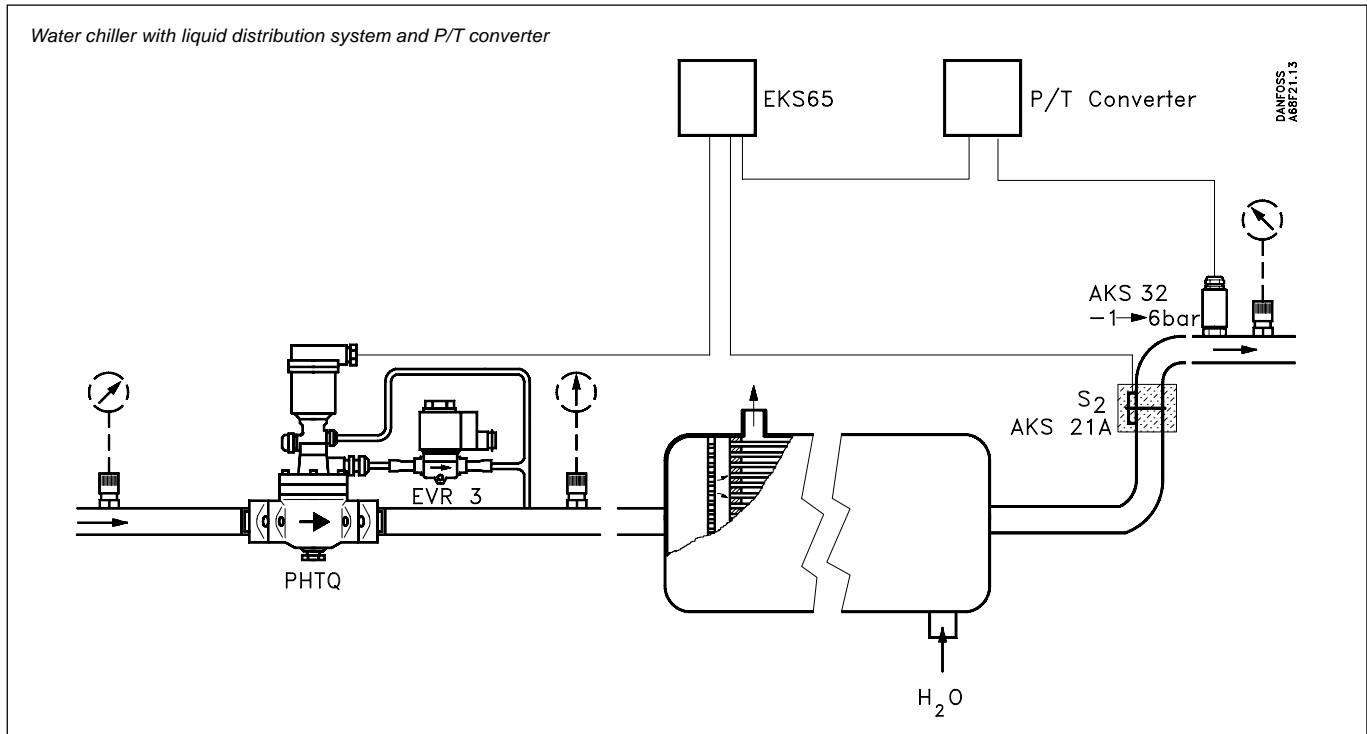 Water chiller with liquid distribution system and P/T converter
EKS65
P/T Converter
DANFOSS
A68F21.13
AKS 32
-1→6bar
S2
AKS 21A
EVR 3
PHTQ
H2O